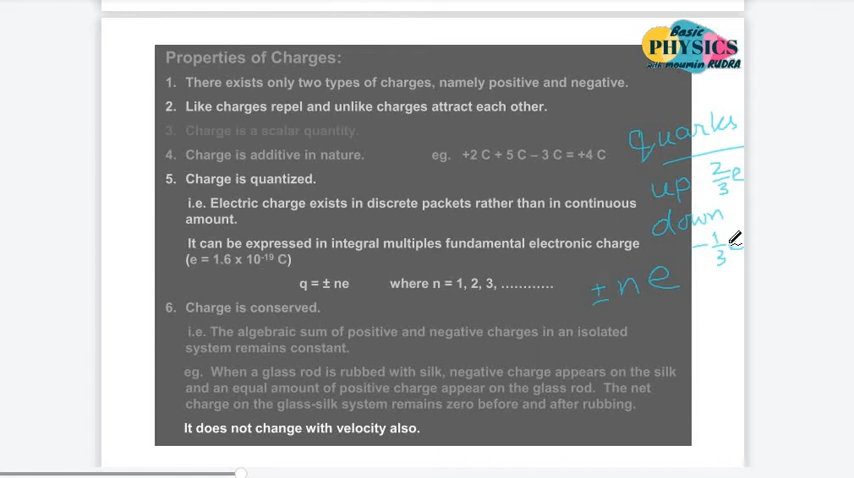 Basic
PHYSICS
with moumin RUDRA
Properties of Charges:
1. There exists only two types of charges, namely positive and negative.
2. Like charges repel and unlike charges attract each other.
3. Charge is a scalar quantity.
4. Charge is additive in nature. eg. +2 C + 5 C – 3 C = +4 C
5. Charge is quantized.
i.e. Electric charge exists in discrete packets rather than in continuous
amount.
It can be expressed in integral multiples fundamental electronic charge
(e = 1.6 x 10⁻¹⁹ C)
q = ± ne where n = 1, 2, 3, …………
6. Charge is conserved.
i.e. The algebraic sum of positive and negative charges in an isolated
system remains constant.
eg. When a glass rod is rubbed with silk, negative charge appears on the silk
and an equal amount of positive charge appear on the glass rod. The net
charge on the glass-silk system remains zero before and after rubbing.
It does not change with velocity also.
quarks
up 2/3 e
down
-1/3 e
±ne